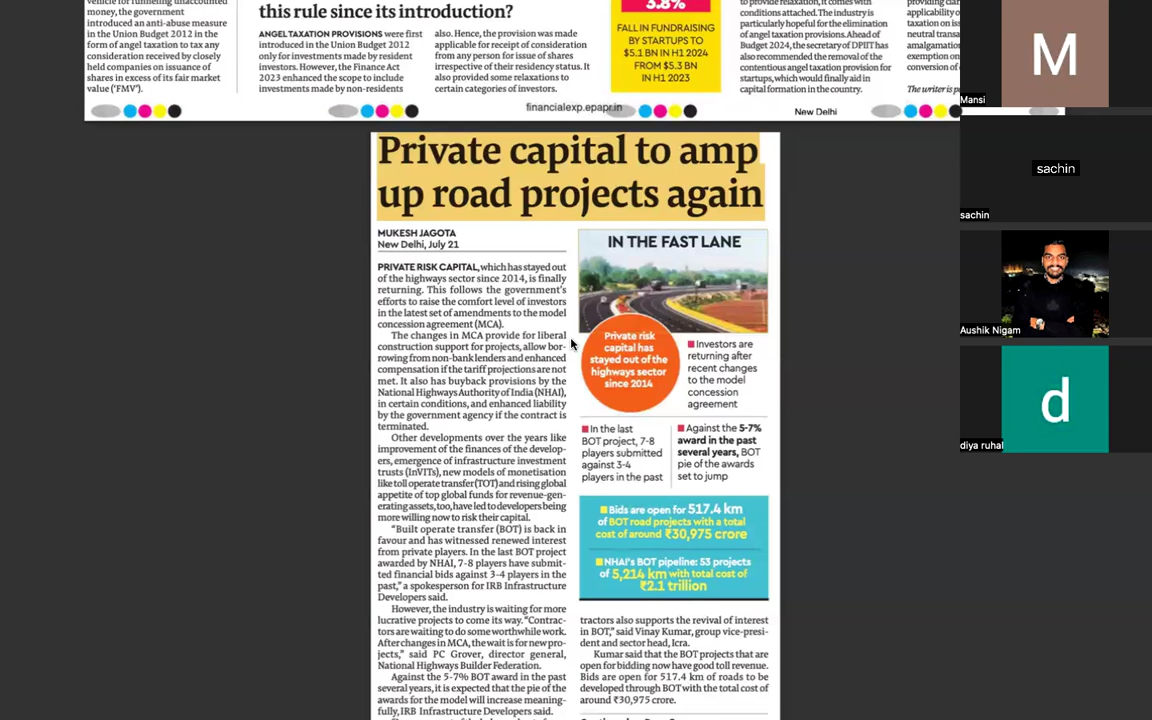 vehicle for funneling unaccounted
money, the government
introduced an anti-abuse measure
in the Union Budget 2012 in the
form of angel taxation to tax any
consideration received by closely
held companies on issuance of
shares in excess of its fair market
value ('FMV').
this rule since its introduction?
ANGEL TAXATION PROVISIONS were first
introduced in the Union Budget 2012
only for investments made by resident
investors. However, the Finance Act
2023 enhanced the scope to include
investments made by non-residents
also. Hence, the provision was made
applicable for receipt of consideration
from any person for issue of shares
irrespective of their residency status. It
also provided some relaxations to
certain categories of investors.
3.8%
FALL IN FUNDRAISING
BY STARTUPS TO
$5.1 BN IN H1 2024
FROM $5.3 BN
IN H1 2023
to provide relaxation, it comes with
conditions attached. The industry is
particularly hopeful for the elimination
of angel taxation provisions. Ahead of
Budget 2024, the secretary of DPIIT has
also recommended the removal of the
contentious angel taxation provision for
startups, which would finally aid in
capital formation in the country.
providing
applicability
taxation on
neutral
amalgamation
exemption
conversion of
The writer is
financialexp.epapr.in
New Delhi
Private capital to amp
up road projects again
MUKESH JAGOTA
New Delhi, July 21
PRIVATE RISK CAPITAL, which has stayed out
of the highways sector since 2014, is finally
returning. This follows the government's
efforts to raise the comfort level of investors
in the latest set of amendments to the model
concession agreement (MCA).
The changes in MCA provide for liberal
construction support for projects, allow bor-
rowing from non-bank lenders and enhanced
compensation if the tariff projections are not
met. It also has buyback provisions by the
National Highways Authority of India (NHAI),
in certain conditions, and enhanced liability
by the government agency if the contract is
terminated.
Other developments over the years like
improvement of the finances of the develop-
ers, emergence of infrastructure investment
trusts (InVITs), new models of monetisation
like toll operate transfer (TOT) and rising global
appetite of top global funds for revenue-gen-
erating assets, too, have led to developers being
more willing now to risk their capital.
"Built operate transfer (BOT) is back in
favour and has witnessed renewed interest
from private players. In the last BOT project
awarded by NHAI, 7-8 players have submit-
ted financial bids against 3-4 players in the
past," a spokesperson for IRB Infrastructure
Developers said.
However, the industry is waiting for more
lucrative projects to come its way. "Contrac-
tors are waiting to do some worthwhile work.
After changes in MCA, the wait is for new pro-
jects," said PC Grover, director general,
National Highways Builder Federation.
Against the 5-7% BOT award in the past
several years, it is expected that the pie of the
awards for the model will increase meaning-
fully, IRB Infrastructure Developers said.
IN THE FAST LANE
Private risk
capital has
stayed out of the
highways sector
since 2014
Investors are
returning after
recent changes
to the model
concession
agreement
In the last
BOT project, 7-8
players submitted
against 3-4
players in the past
Against the 5-7%
award in the past
several years, BOT
pie of the awards
set to jump
Bids are open for 517.4 km
of BOT road projects with a total
cost of around ₹30,975 crore
NHAI's BOT pipeline: 53 projects
of 5,214 km with total cost of
₹2.1 trillion
tractors also supports the revival of interest
in BOT," said Vinay Kumar, group vice-presi-
dent and sector head, Icra.
Kumar said that the BOT projects that are
open for bidding now have good toll revenue.
Bids are open for 517.4 km of roads to be
developed through BOT with the total cost of
around ₹30,975 crore.
M
Mansi
sachin
sachin
Aushik Nigam
d
diya ruhal